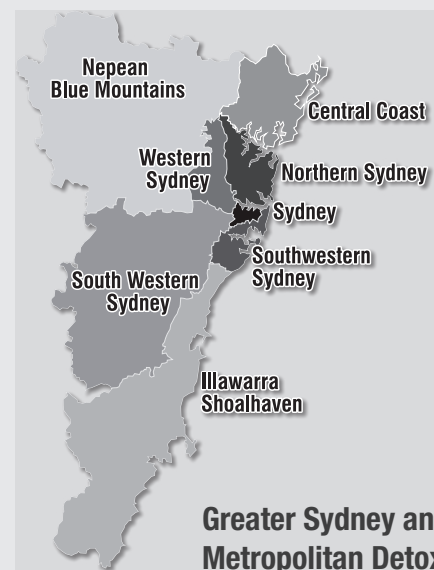 Nepean
Blue Mountains
Central Coast
Western
Sydney
Northern Sydney
Sydney
Southwestern
Sydney
South Western
Sydney
Illawarra
Shoalhaven
Greater Sydney an
Metropolitan Detox